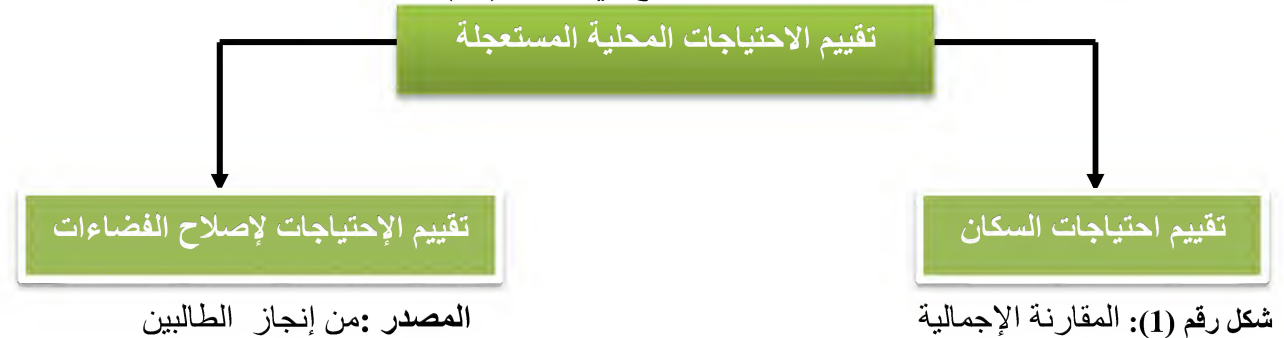 تقييم الاحتياجات المحلية المستعجلة
تقييم احتياجات السكان
تقييم الإحتياجات لإصلاح الفضاءات
شكل رقم (1): المقارنة الإجمالية
المصدر :من إنجاز الطالبين